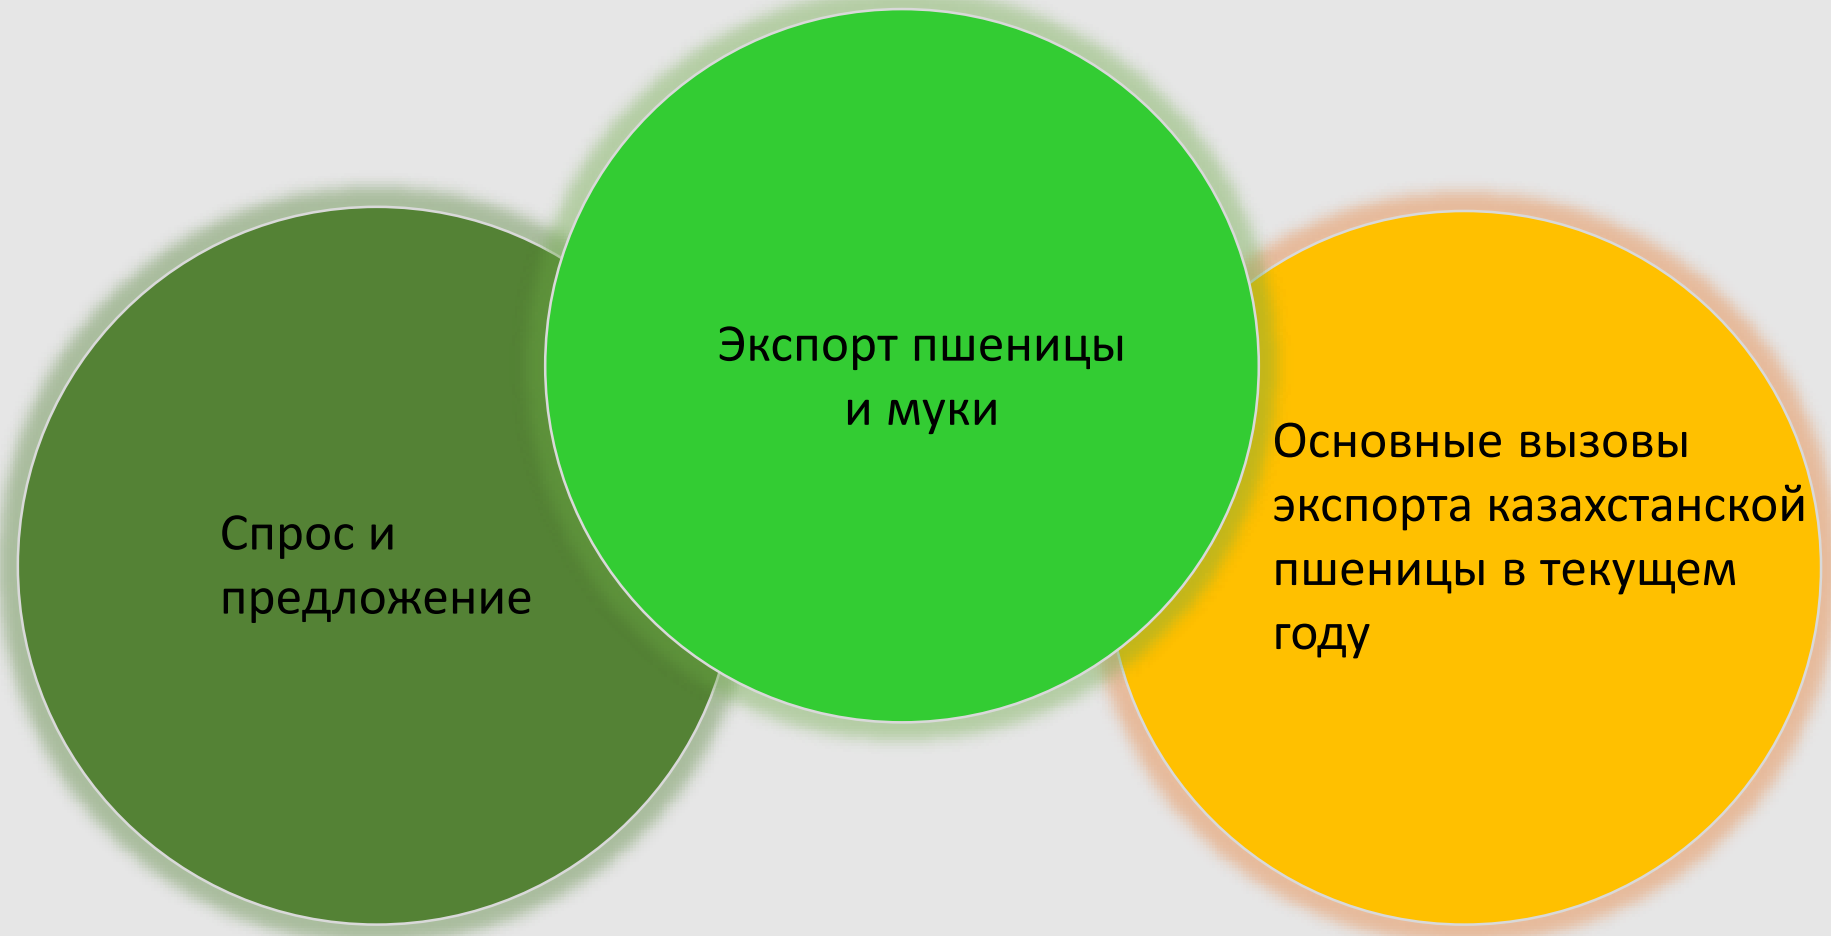 Спрос и
предложение
Экспорт пшеницы
и муки
Основные вызовы
экспорта казахстанской
пшеницы в текущем
году